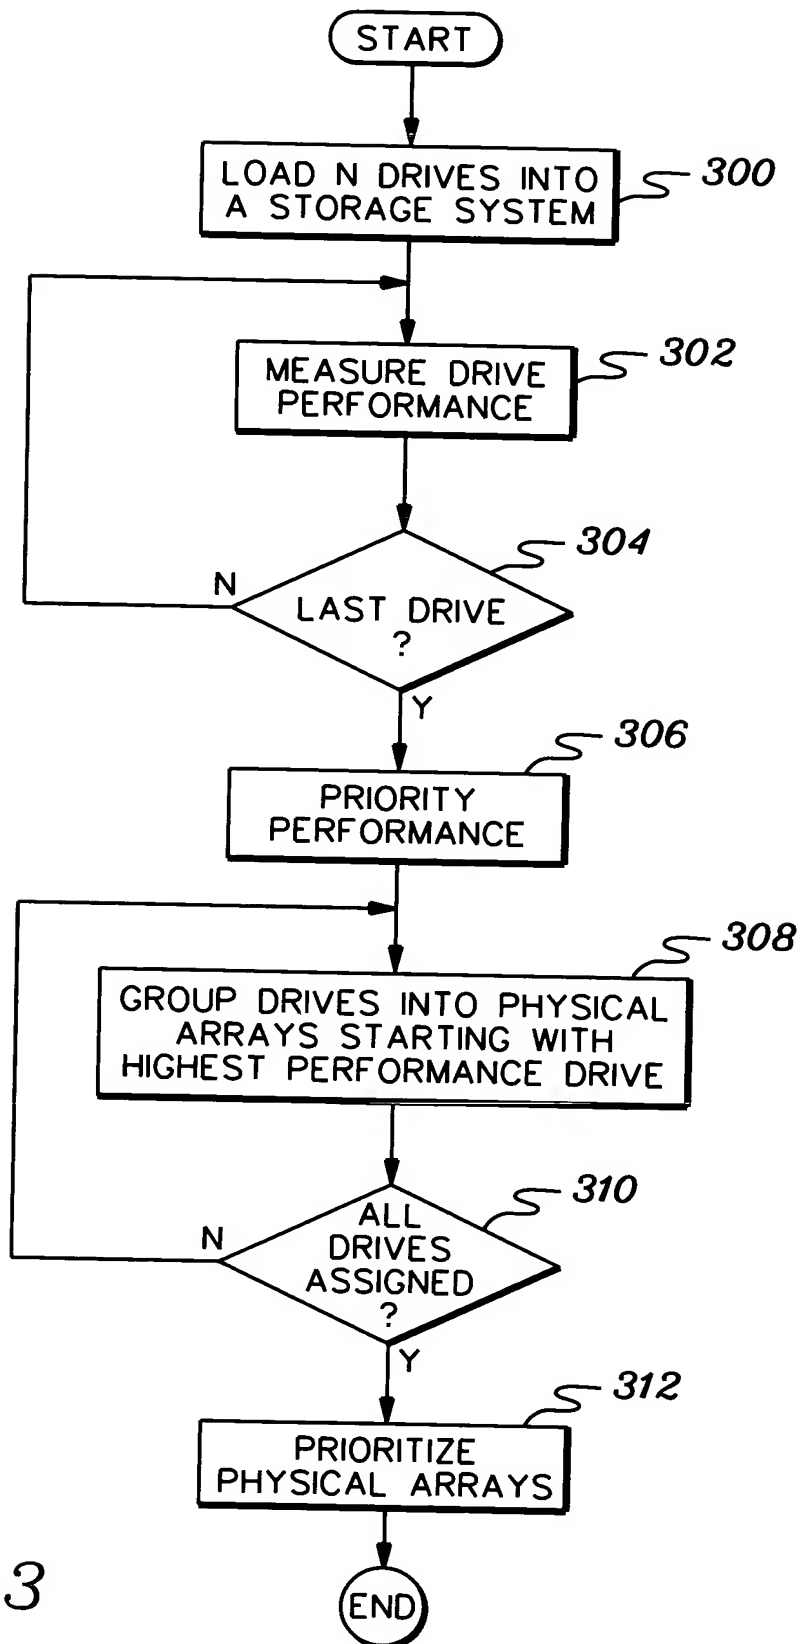 START
LOAD N DRIVES INTO
A STORAGE SYSTEM
300
MEASURE DRIVE
PERFORMANCE
302
LAST DRIVE
?
304
N
Y
PRIORITY
PERFORMANCE
306
GROUP DRIVES INTO PHYSICAL
ARRAYS STARTING WITH
HIGHEST PERFORMANCE DRIVE
308
ALL
DRIVES
ASSIGNED
?
310
N
Y
PRIORITIZE
PHYSICAL ARRAYS
312
END
3